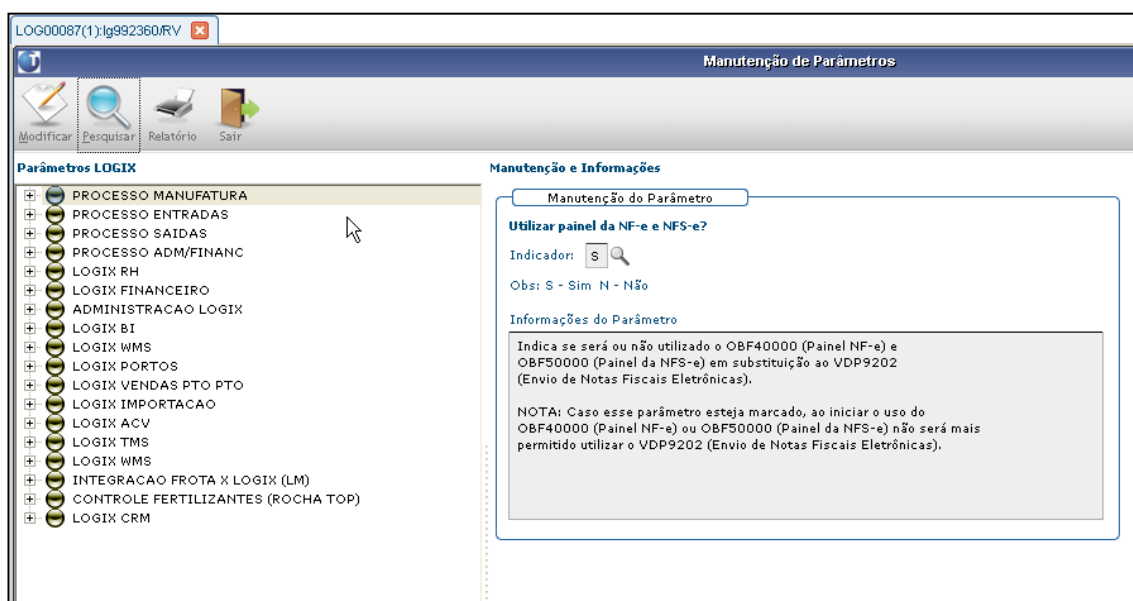 LOG00087(1):lg992360/RV
Manutenção de Parâmetros
Modificar Pesquisar Relatório Sair
Parâmetros LOGIX
PROCESSO MANUFATURA
PROCESSO ENTRADAS
PROCESSO SAIDAS
PROCESSO ADM/FINANC
LOGIX RH
LOGIX FINANCEIRO
ADMINISTRACAO LOGIX
LOGIX BI
LOGIX WMS
LOGIX PORTOS
LOGIX VENDAS PTO PTO
LOGIX IMPORTACAO
LOGIX ACV
LOGIX TMS
LOGIX WMS
INTEGRACAO FROTA X LOGIX (LM)
CONTROLE FERTILIZANTES (ROCHA TOP)
LOGIX CRM
Manutenção e Informações
Manutenção do Parâmetro
Utilizar painel da NF-e e NFS-e?
Indicador: S
Obs: S - Sim N - Não
Informações do Parâmetro
Indica se será ou não utilizado o OBF40000 (Painel NF-e) e
OBF50000 (Painel da NFS-e) em substituição ao VDP9202
(Envio de Notas Fiscais Eletrônicas).
NOTA: Caso esse parâmetro esteja marcado, ao iniciar o uso do
OBF40000 (Painel NF-e) ou OBF50000 (Painel da NFS-e) não será mais
permitido utilizar o VDP9202 (Envio de Notas Fiscais Eletrônicas).